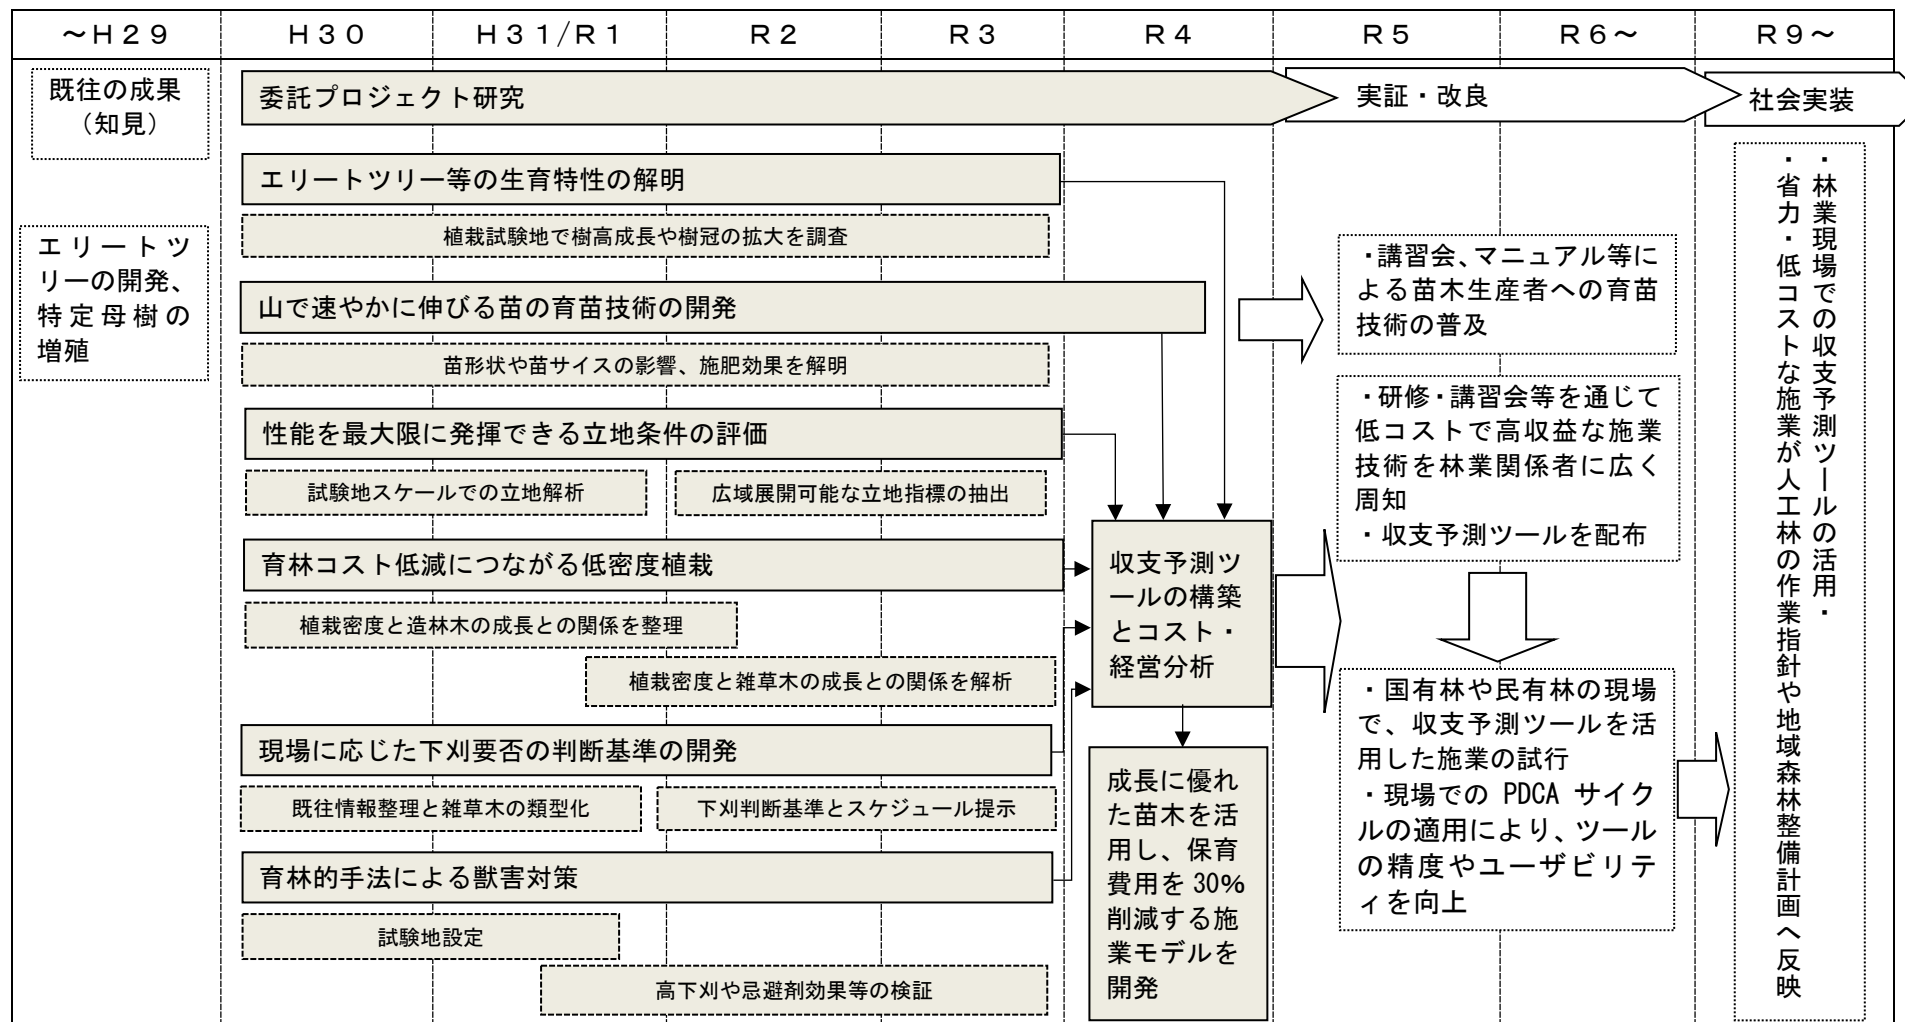 ～H29 H30 H31/R1 R2 R3 R4 R5 R6～ R9～
既往の成果
（知見）
委託プロジェクト研究
実証・改良
社会実装
エリートツリー等の生育特性の解明
植栽試験地で樹高成長や樹冠の拡大を調査
エリートツ
リーの開発、
特定母樹の
増殖
山で速やかに伸びる苗の育苗技術の開発
苗形状や苗サイズの影響、施肥効果を解明
性能を最大限に発揮できる立地条件の評価
試験地スケールでの立地解析
広域展開可能な立地指標の抽出
育林コスト低減につながる低密度植栽
植栽密度と造林木の成長との関係を整理
植栽密度と雑草木の成長との関係を解析
現場に応じた下刈要否の判断基準の開発
既往情報整理と雑草木の類型化
下刈判断基準とスケジュール提示
育林的手法による獣害対策
試験地設定
高下刈や忌避剤効果等の検証
収支予測ツ
ールの構築
とコスト・
経営分析
成長に優れ
た苗木を活
用し、保育
費用を30%
削減する施
業モデルを
開発
・講習会、マニュアル等に
よる苗木生産者への育苗
技術の普及
・研修・講習会等を通じて
低コストで高収益な施業
技術を林業関係者に広く
周知
・収支予測ツールを配布
・国有林や民有林の現場
で、収支予測ツールを活
用した施業の試行
・現場での PDCA サイク
ルの適用により、ツール
の精度やユーザビリテ
ィを向上
・林業現場での収支予測ツールの活用・
・省力・低コストな施業が人工林の作業指針や地域森林整備計画へ反映